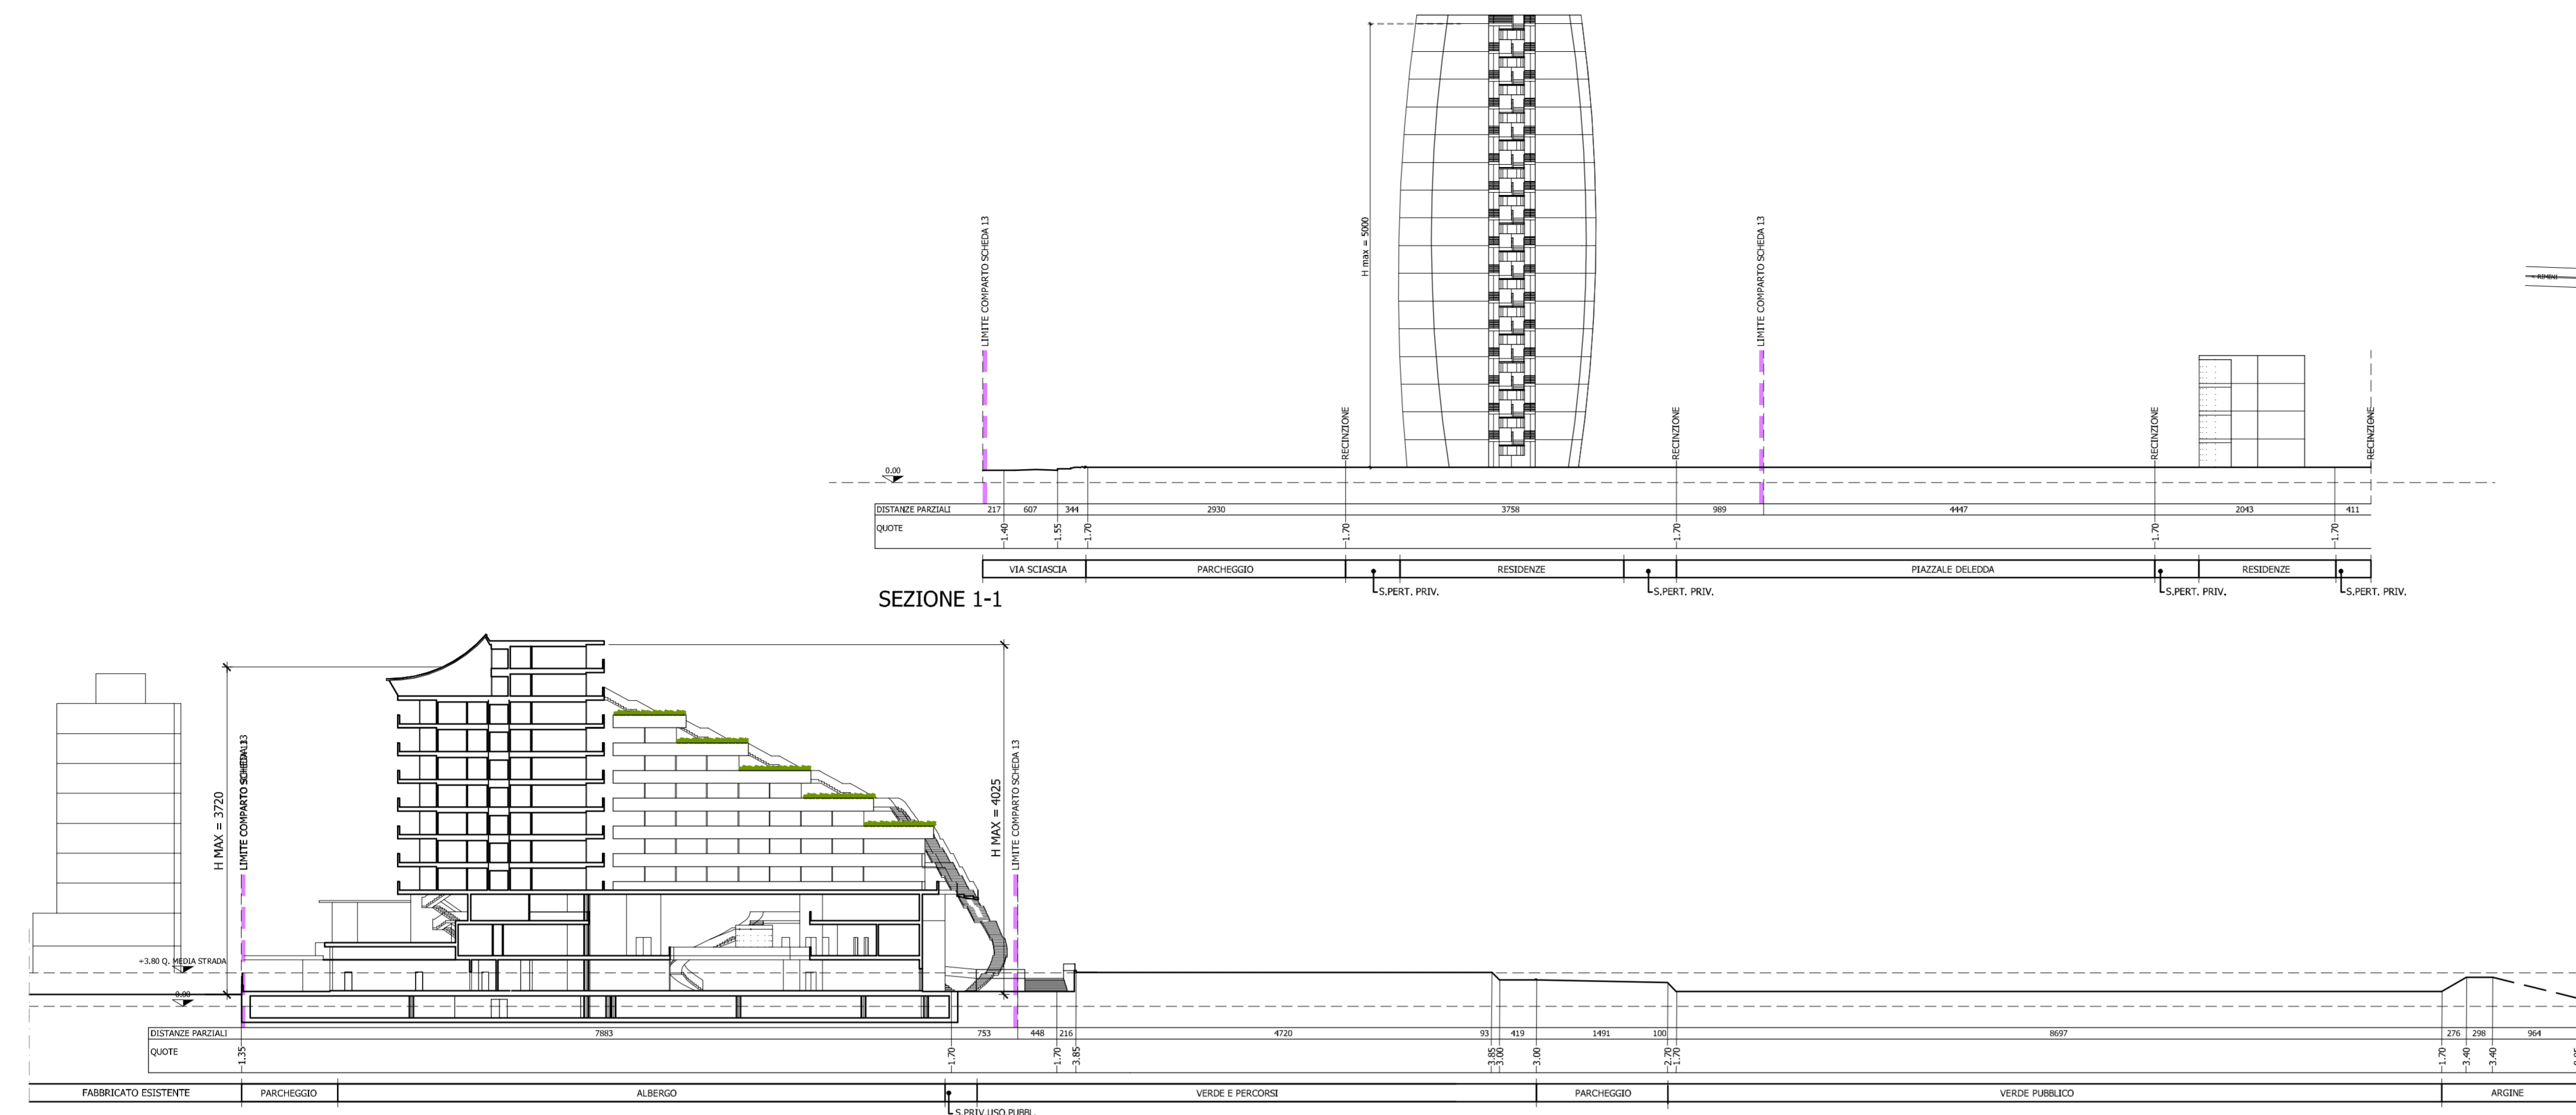 LIMITE COMPARTO SCHEDA 13
H max = 5000
LIMITE COMPARTO SCHEDA 13
RECINZIONE
RECINZIONE
RECINZIONE
RECINZIONE
< RIMINI
0.00
DISTANZE PARZIALI 217 607 344 2930 3758 989 4447 2043 411
QUOTE 1.40 1.55 1.70 1.70 1.70 1.70 1.70
VIA SCIASCIA PARCHEGGIO RESIDENZE PIAZZALE DELEDDA RESIDENZE
S.PERT. PRIV. S.PERT. PRIV. S.PERT. PRIV. S.PERT. PRIV.
SEZIONE 1-1
H MAX = 3720
LIMITE COMPARTO SCHEDA 13
H MAX = 4025
LIMITE COMPARTO SCHEDA 13
+3.80 Q. MEDIA STRADA
0.00
DISTANZE PARZIALI 7883 753 448 216 4720 93 419 1491 100 8697 276 298 964
QUOTE 1.35 1.70 1.70 3.85 3.85 3.00 3.00 2.70 1.70 1.70 3.40 3.40
FABBRICATO ESISTENTE PARCHEGGIO ALBERGO VERDE E PERCORSI PARCHEGGIO VERDE PUBBLICO ARGINE
S.PRIV.USO.PUBBL.